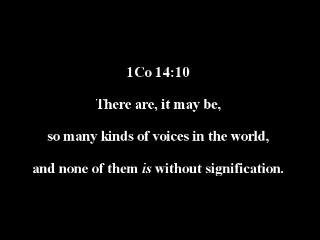 1Co 14:10
There are, it may be,
so many kinds of voices in the world,
and none of them is without signification.